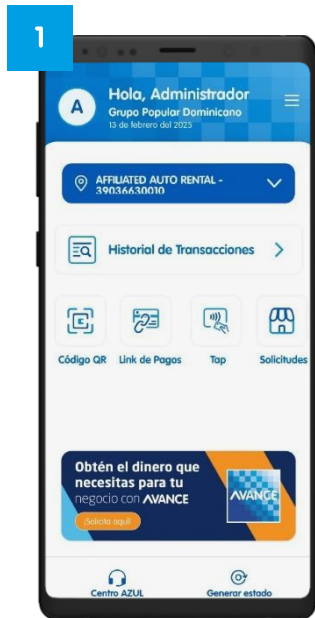 1
A
Hola, Administrador
Grupo Popular Dominicano
13 de febrero del 2025
AFFILIATED AUTO RENTAL -
39036630010
Historial de Transacciones
Código QR
Link de Pagos
Tap
Solicitudes
Obtén el dinero que
necesitas para tu
negocio con AVANCE
¡Solicita aquí!
AVANCE
Centro AZUL
Generar estado